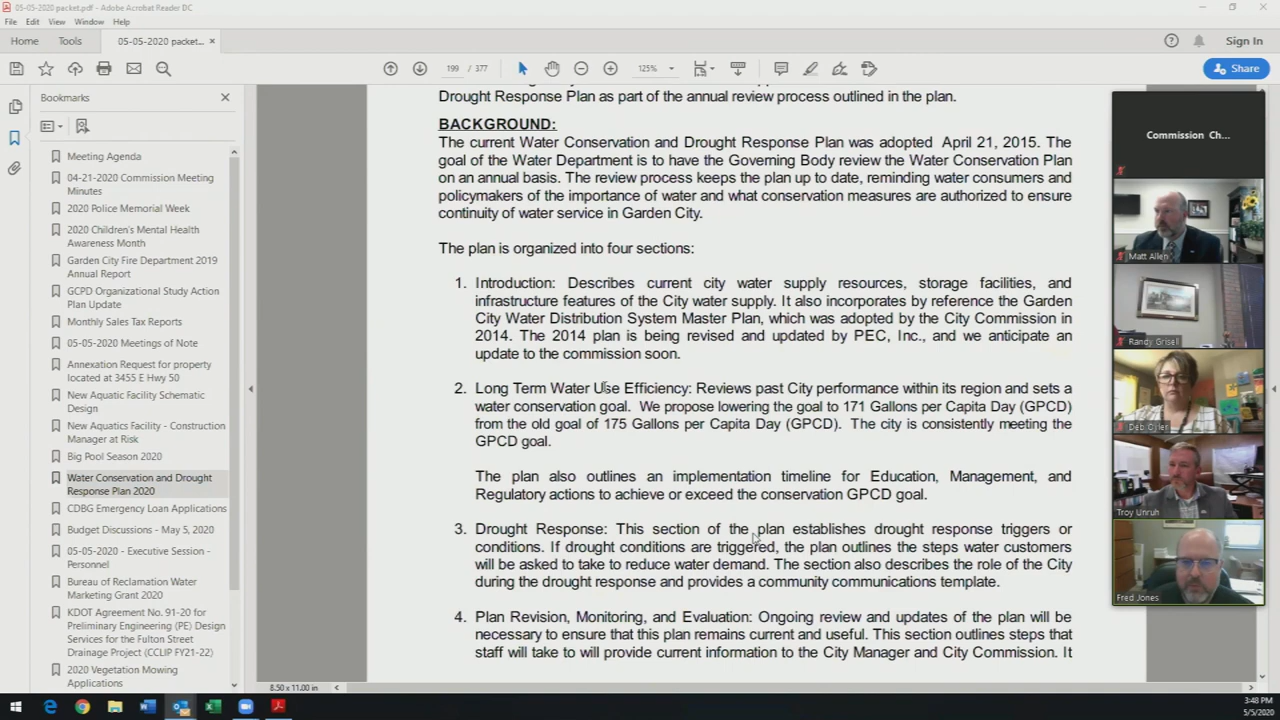 05-05-2020 packet.pdf - Adobe Acrobat Reader DC
File Edit View Window Help
Home Tools 05-05-2020 packet... × Sign In
199 / 377 125% Share
Bookmarks
Meeting Agenda
04-21-2020 Commission Meeting
Minutes
2020 Police Memorial Week
2020 Children's Mental Health
Awareness Month
Garden City Fire Department 2019
Annual Report
GCPD Organizational Study Action
Plan Update
Monthly Sales Tax Reports
05-05-2020 Meetings of Note
Annexation Request for property
located at 3455 E Hwy 50
New Aquatic Facility Schematic
Design
New Aquatics Facility - Construction
Manager at Risk
Big Pool Season 2020
Water Conservation and Drought
Response Plan 2020
CDBG Emergency Loan Applications
Budget Discussions - May 5, 2020
05-05-2020 - Executive Session -
Personnel
Bureau of Reclamation Water
Marketing Grant 2020
KDOT Agreement No. 91-20 for
Preliminary Engineering (PE) Design
Services for the Fulton Street
Drainage Project (CCLIP FY21-22)
2020 Vegetation Mowing
Applications
Drought Response Plan as part of the annual review process outlined in the plan.
BACKGROUND:
The current Water Conservation and Drought Response Plan was adopted April 21, 2015. The
goal of the Water Department is to have the Governing Body review the Water Conservation Plan
on an annual basis. The review process keeps the plan up to date, reminding water consumers and
policymakers of the importance of water and what conservation measures are authorized to ensure
continuity of water service in Garden City.
The plan is organized into four sections:
1. Introduction: Describes current city water supply resources, storage facilities, and
infrastructure features of the City water supply. It also incorporates by reference the Garden
City Water Distribution System Master Plan, which was adopted by the City Commission in
2014. The 2014 plan is being revised and updated by PEC, Inc., and we anticipate an
update to the commission soon.
2. Long Term Water Use Efficiency: Reviews past City performance within its region and sets a
water conservation goal. We propose lowering the goal to 171 Gallons per Capita Day (GPCD)
from the old goal of 175 Gallons per Capita Day (GPCD). The city is consistently meeting the
GPCD goal.
The plan also outlines an implementation timeline for Education, Management, and
Regulatory actions to achieve or exceed the conservation GPCD goal.
3. Drought Response: This section of the plan establishes drought response triggers or
conditions. If drought conditions are triggered, the plan outlines the steps water customers
will be asked to take to reduce water demand. The section also describes the role of the City
during the drought response and provides a community communications template.
4. Plan Revision, Monitoring, and Evaluation: Ongoing review and updates of the plan will be
necessary to ensure that this plan remains current and useful. This section outlines steps that
staff will take to will provide current information to the City Manager and City Commission. It
8.50 x 11.00 in
Commission Ch...
Matt Allen
Randy Grisell
Deb Oyler
Troy Unruh
Fred Jones
3:48 PM
5/5/2020